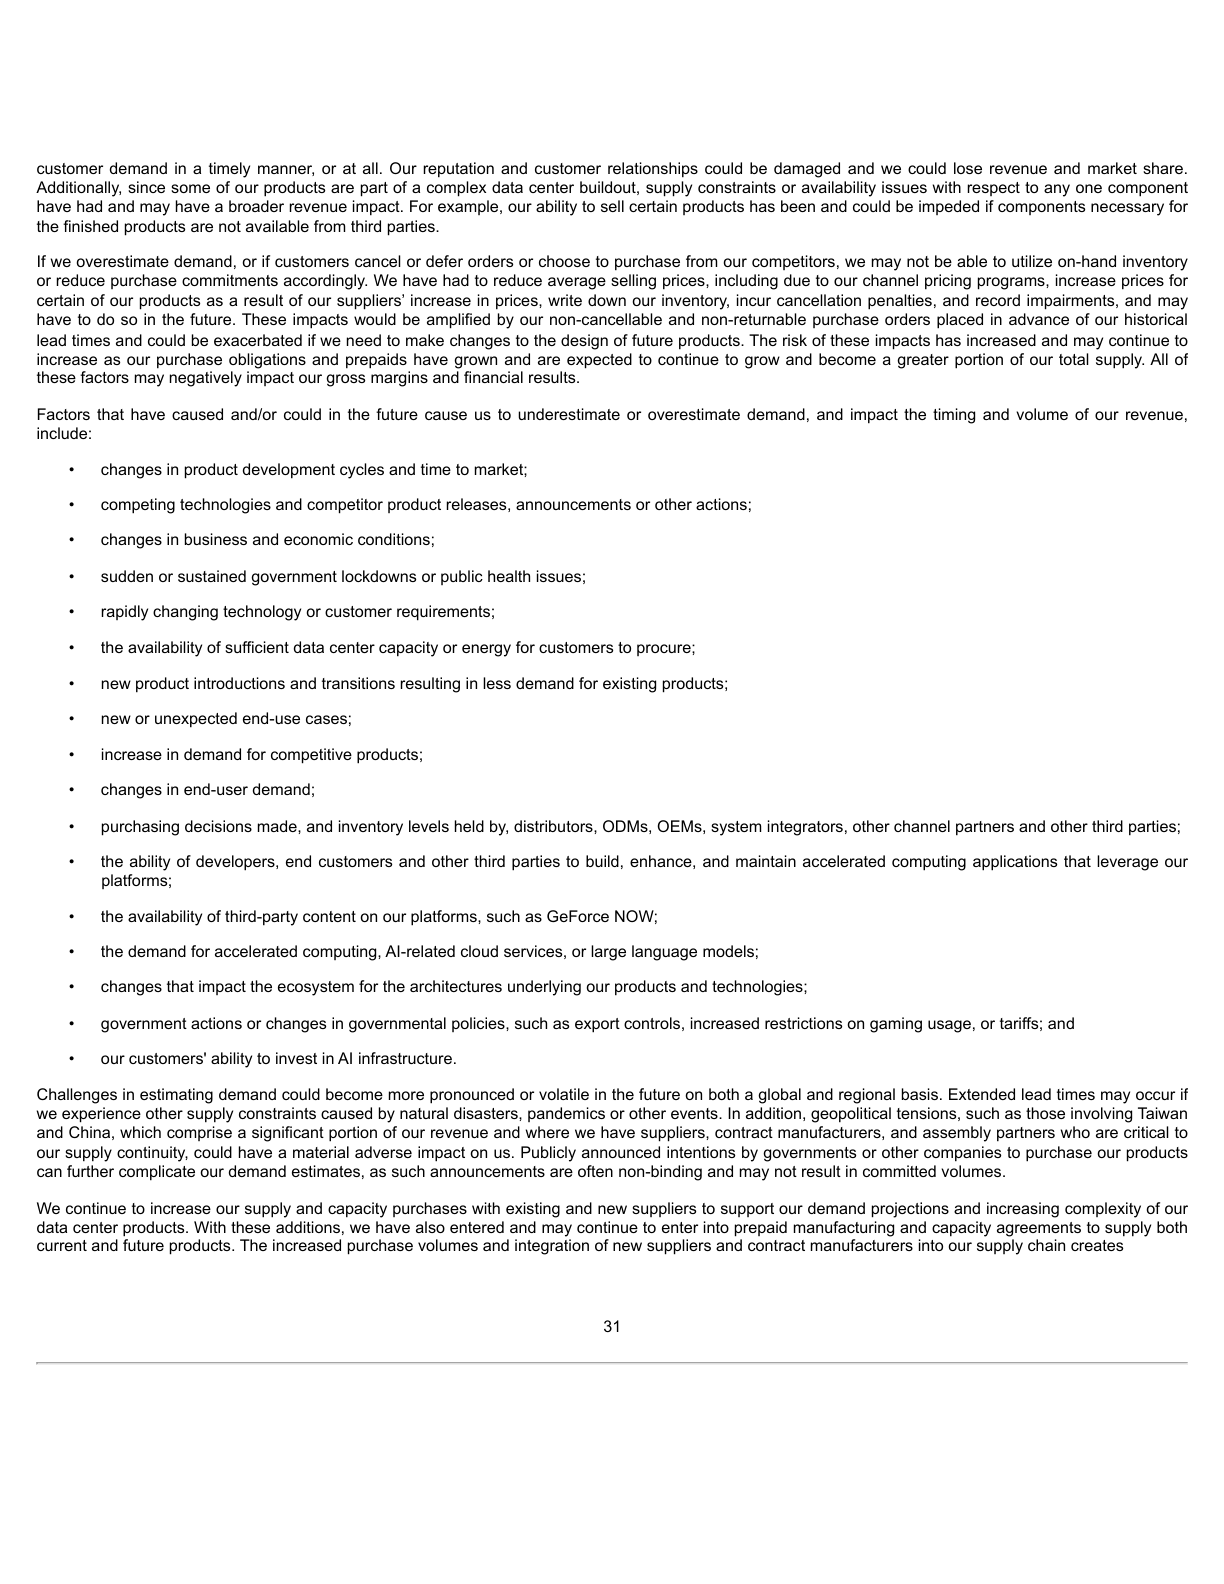 customer demand in a timely manner, or at all. Our reputation and customer relationships could be damaged and we could lose revenue and market share.
Additionally, since some of our products are part of a complex data center buildout, supply constraints or availability issues with respect to any one component
have had and may have a broader revenue impact. For example, our ability to sell certain products has been and could be impeded if components necessary for
the finished products are not available from third parties.
If we overestimate demand, or if customers cancel or defer orders or choose to purchase from our competitors, we may not be able to utilize on-hand inventory
or reduce purchase commitments accordingly. We have had to reduce average selling prices, including due to our channel pricing programs, increase prices for
certain of our products as a result of our suppliers’ increase in prices, write down our inventory, incur cancellation penalties, and record impairments, and may
have to do so in the future. These impacts would be amplified by our non-cancellable and non-returnable purchase orders placed in advance of our historical
lead times and could be exacerbated if we need to make changes to the design of future products. The risk of these impacts has increased and may continue to
increase as our purchase obligations and prepaids have grown and are expected to continue to grow and become a greater portion of our total supply. All of
these factors may negatively impact our gross margins and financial results.
Factors that have caused and/or could in the future cause us to underestimate or overestimate demand, and impact the timing and volume of our revenue,
include:
• changes in product development cycles and time to market;
• competing technologies and competitor product releases, announcements or other actions;
• changes in business and economic conditions;
• sudden or sustained government lockdowns or public health issues;
• rapidly changing technology or customer requirements;
• the availability of sufficient data center capacity or energy for customers to procure;
• new product introductions and transitions resulting in less demand for existing products;
• new or unexpected end-use cases;
• increase in demand for competitive products;
• changes in end-user demand;
• purchasing decisions made, and inventory levels held by, distributors, ODMs, OEMs, system integrators, other channel partners and other third parties;
• the ability of developers, end customers and other third parties to build, enhance, and maintain accelerated computing applications that leverage our
platforms;
• the availability of third-party content on our platforms, such as GeForce NOW;
• the demand for accelerated computing, AI-related cloud services, or large language models;
• changes that impact the ecosystem for the architectures underlying our products and technologies;
• government actions or changes in governmental policies, such as export controls, increased restrictions on gaming usage, or tariffs; and
• our customers' ability to invest in AI infrastructure.
Challenges in estimating demand could become more pronounced or volatile in the future on both a global and regional basis. Extended lead times may occur if
we experience other supply constraints caused by natural disasters, pandemics or other events. In addition, geopolitical tensions, such as those involving Taiwan
and China, which comprise a significant portion of our revenue and where we have suppliers, contract manufacturers, and assembly partners who are critical to
our supply continuity, could have a material adverse impact on us. Publicly announced intentions by governments or other companies to purchase our products
can further complicate our demand estimates, as such announcements are often non-binding and may not result in committed volumes.
We continue to increase our supply and capacity purchases with existing and new suppliers to support our demand projections and increasing complexity of our
data center products. With these additions, we have also entered and may continue to enter into prepaid manufacturing and capacity agreements to supply both
current and future products. The increased purchase volumes and integration of new suppliers and contract manufacturers into our supply chain creates
31